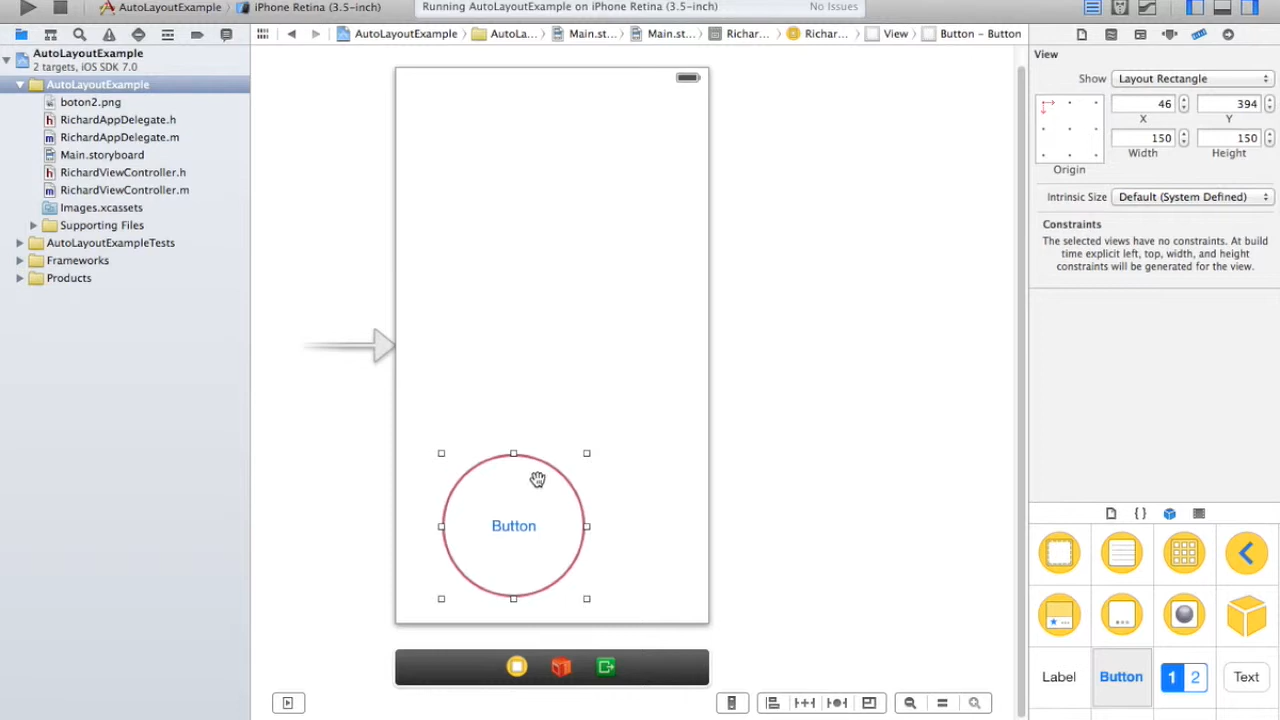 AutoLayoutExample iPhone Retina (3.5-inch) Running AutoLayoutExample on iPhone Retina (3.5-inch) No Issues
AutoLayoutExample AutoLa... Main.st... Main.st... Richar... Richar... View Button - Button
AutoLayoutExample
2 targets, iOS SDK 7.0
AutoLayoutExample
boton2.png
RichardAppDelegate.h
RichardAppDelegate.m
Main.storyboard
RichardViewController.h
RichardViewController.m
Images.xcassets
Supporting Files
AutoLayoutExampleTests
Frameworks
Products
Button
View
Show Layout Rectangle
46 394
X Y
150 150
Width Height
Origin
Intrinsic Size Default (System Defined)
Constraints
The selected views have no constraints. At build
time explicit left, top, width, and height
constraints will be generated for the view.
Label Button 1 2 Text